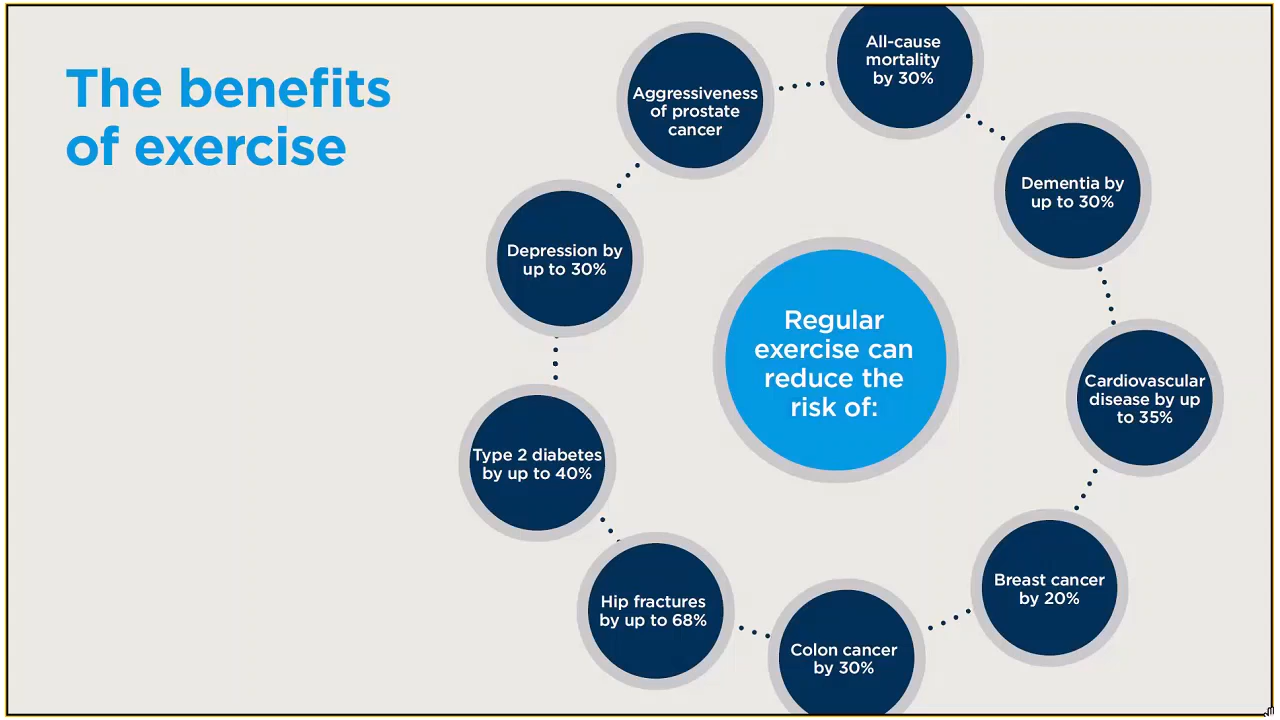 The benefits
of exercise
Regular
exercise can
reduce the
risk of:
All-cause
mortality
by 30%
Dementia by
up to 30%
Cardiovascular
disease by up
to 35%
Breast cancer
by 20%
Colon cancer
by 30%
Hip fractures
by up to 68%
Type 2 diabetes
by up to 40%
Depression by
up to 30%
Aggressiveness
of prostate
cancer